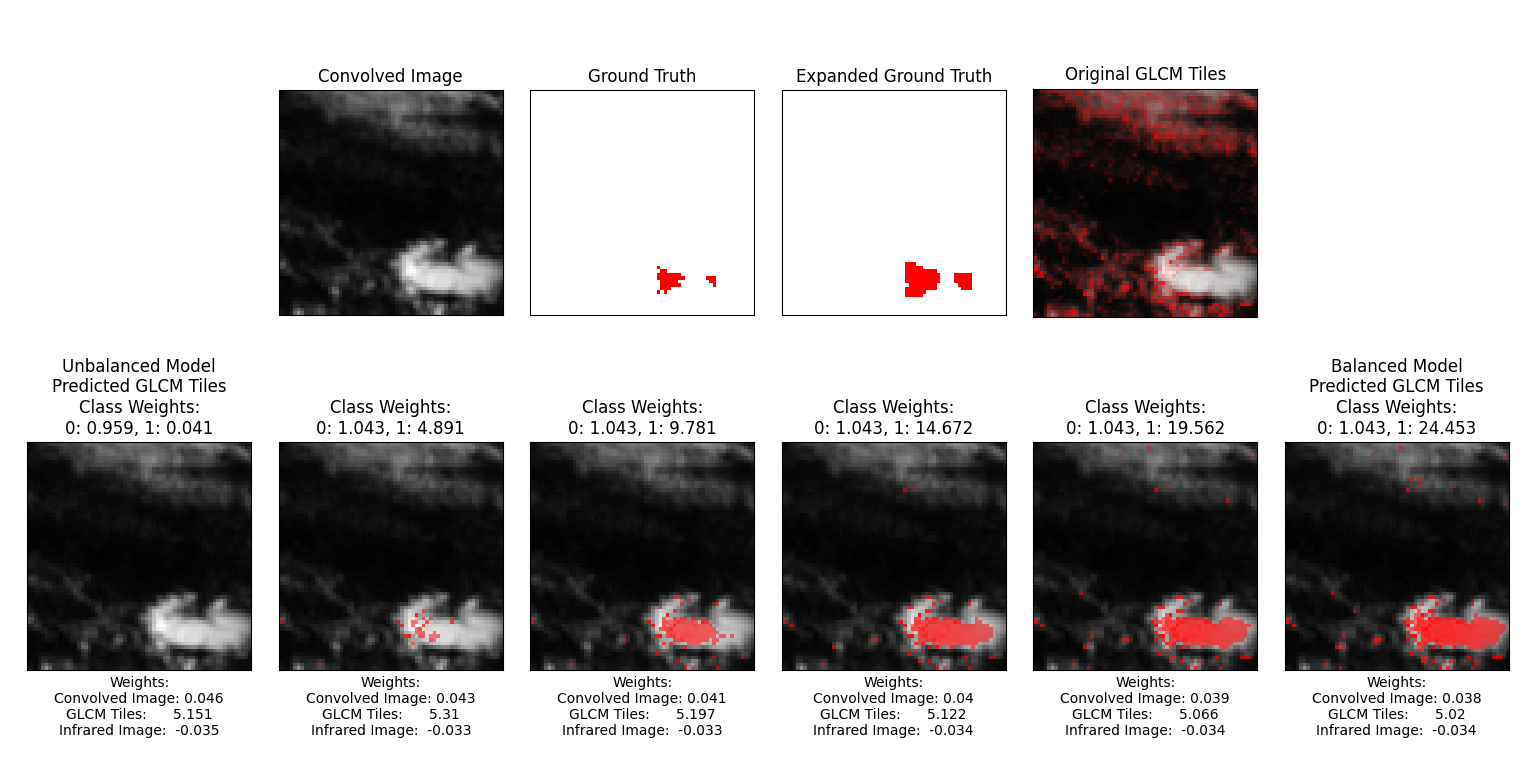 Convolved Image
Ground Truth
Expanded Ground Truth
Original GLCM Tiles
Unbalanced Model
Predicted GLCM Tiles
Class Weights:
0: 0.959, 1: 0.041
Class Weights:
0: 1.043, 1: 4.891
Class Weights:
0: 1.043, 1: 9.781
Class Weights:
0: 1.043, 1: 14.672
Class Weights:
0: 1.043, 1: 19.562
Balanced Model
Predicted GLCM Tiles
Class Weights:
0: 1.043, 1: 24.453
Weights:
Convolved Image: 0.046
GLCM Tiles: 5.151
Infrared Image: -0.035
Weights:
Convolved Image: 0.043
GLCM Tiles: 5.31
Infrared Image: -0.033
Weights:
Convolved Image: 0.041
GLCM Tiles: 5.197
Infrared Image: -0.033
Weights:
Convolved Image: 0.04
GLCM Tiles: 5.122
Infrared Image: -0.034
Weights:
Convolved Image: 0.039
GLCM Tiles: 5.066
Infrared Image: -0.034
Weights:
Convolved Image: 0.038
GLCM Tiles: 5.02
Infrared Image: -0.034